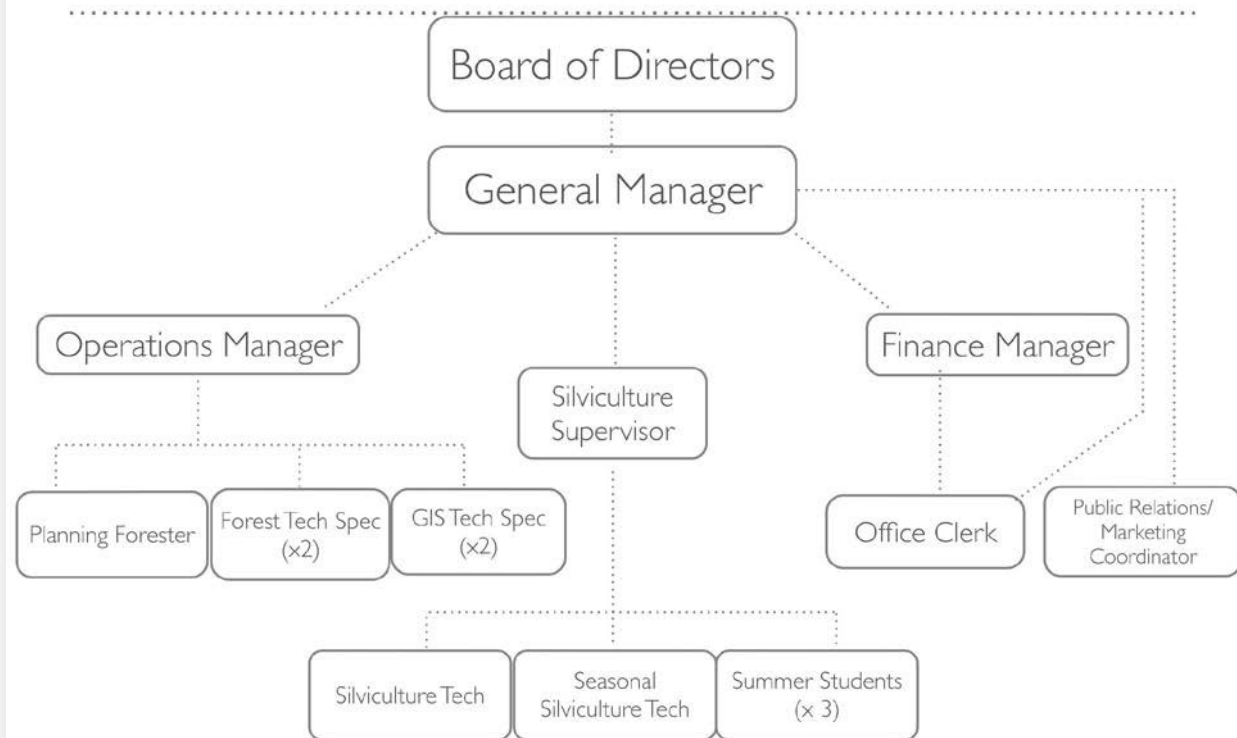 Board of Directors
General Manager
Operations Manager
Finance Manager
Silviculture
Supervisor
Planning Forester
Forest Tech Spec
(x2)
GIS Tech Spec
(x2)
Office Clerk
Public Relations/
Marketing
Coordinator
Silviculture Tech
Seasonal
Silviculture Tech
Summer Students
(x 3)